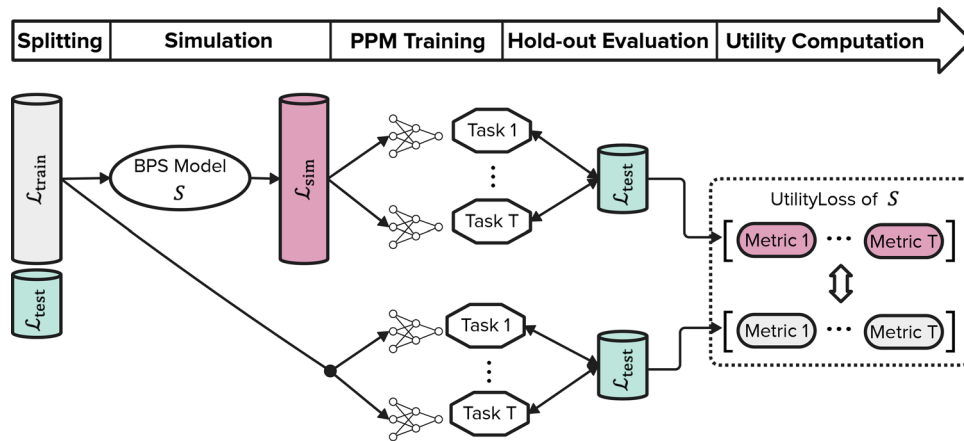 Splitting
Simulation
PPM Training
Hold-out Evaluation
Utility Computation
ℒtrain
ℒtest
BPS Model
S
ℒsim
Task 1
⋮
Task T
ℒtest
UtilityLoss of S
[ Metric 1 ⋯ Metric T ]
Task 1
⋮
Task T
ℒtest
[ Metric 1 ⋯ Metric T ]